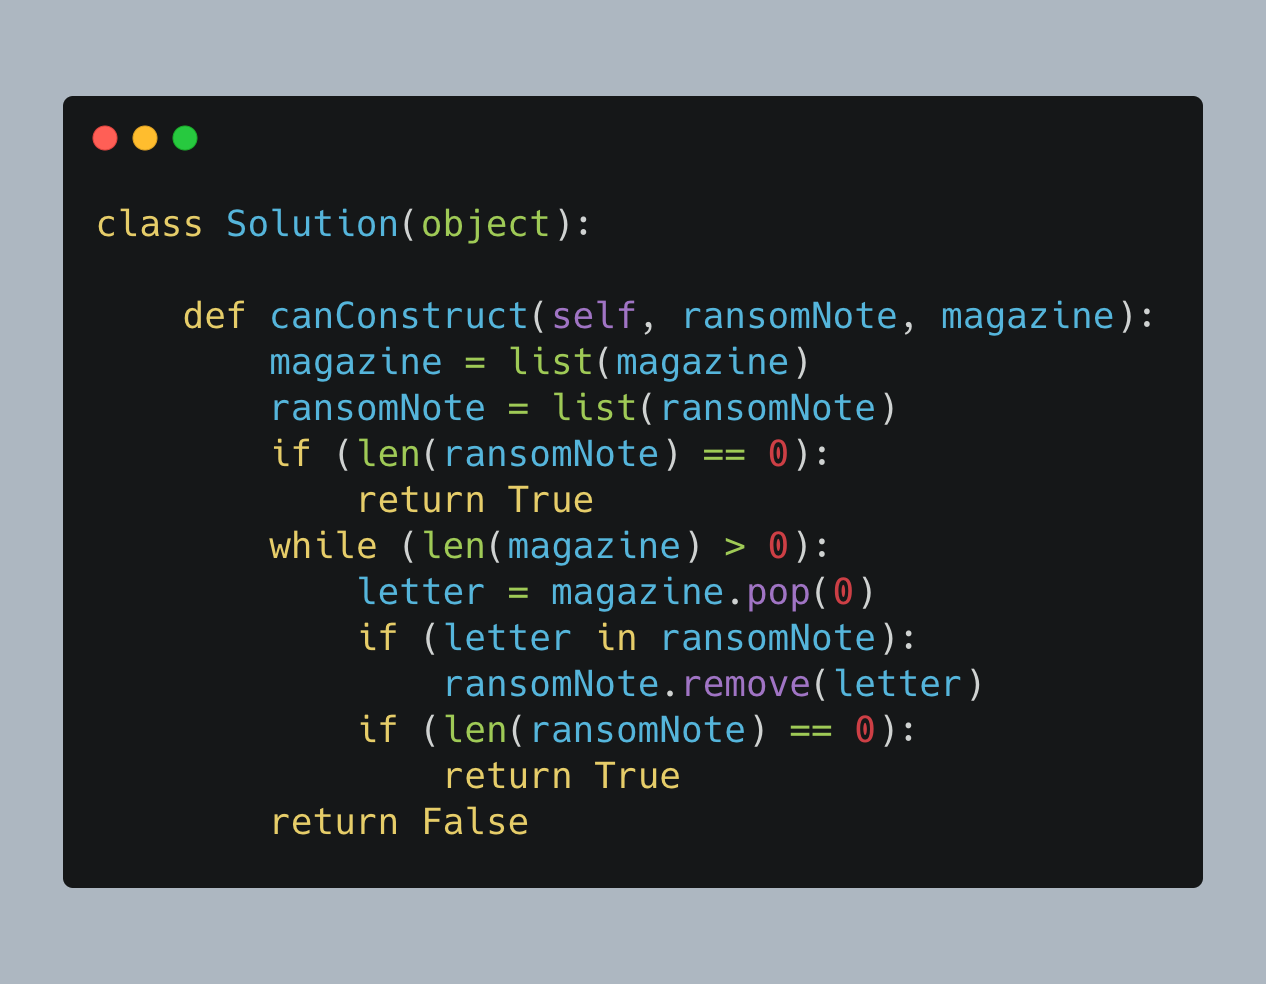 class Solution(object):

    def canConstruct(self, ransomNote, magazine):
        magazine = list(magazine)
        ransomNote = list(ransomNote)
        if (len(ransomNote) == 0):
            return True
        while (len(magazine) > 0):
            letter = magazine.pop(0)
            if (letter in ransomNote):
                ransomNote.remove(letter)
            if (len(ransomNote) == 0):
                return True
        return False